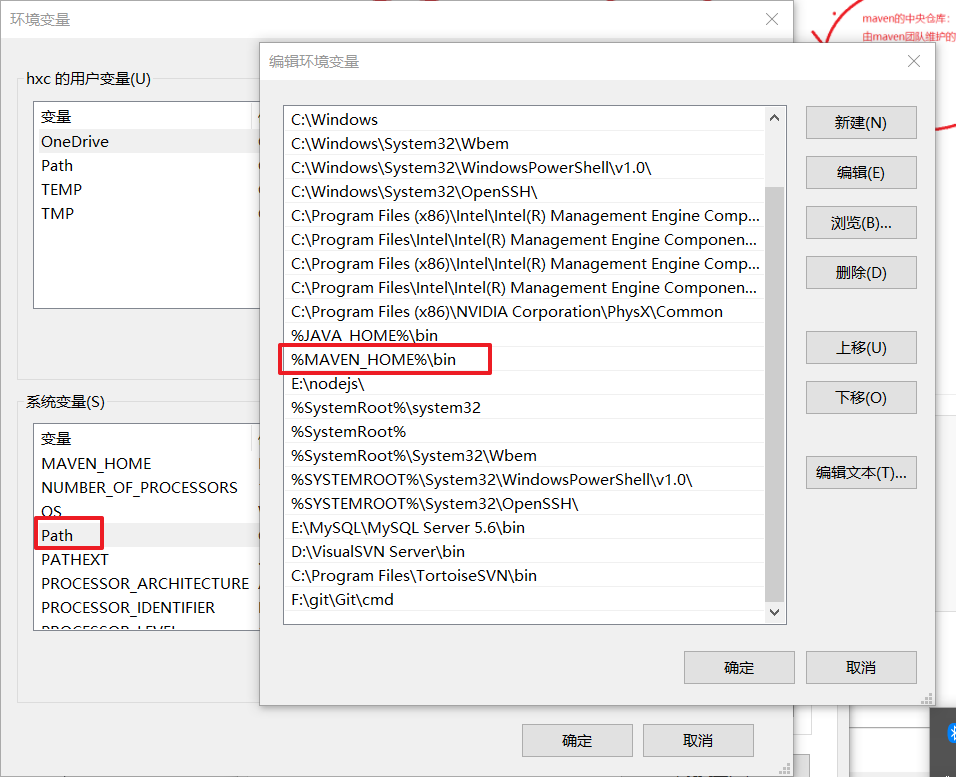 环境变量
maven的中央仓库：
由maven团队维护的
编辑环境变量
hxc 的用户变量(U)
变量
OneDrive
Path
TEMP
TMP
系统变量(S)
变量
MAVEN_HOME
NUMBER_OF_PROCESSORS
OS
Path
PATHEXT
PROCESSOR_ARCHITECTURE
PROCESSOR_IDENTIFIER
PROCESSOR_LEVEL
C:\Windows
C:\Windows\System32\Wbem
C:\Windows\System32\WindowsPowerShell\v1.0\
C:\Windows\System32\OpenSSH\
C:\Program Files (x86)\Intel\Intel(R) Management Engine Comp...
C:\Program Files\Intel\Intel(R) Management Engine Componen...
C:\Program Files (x86)\Intel\Intel(R) Management Engine Comp...
C:\Program Files\Intel\Intel(R) Management Engine Componen...
C:\Program Files (x86)\NVIDIA Corporation\PhysX\Common
%JAVA_HOME%\bin
%MAVEN_HOME%\bin
E:\nodejs\
%SystemRoot%\system32
%SystemRoot%
%SystemRoot%\System32\Wbem
%SYSTEMROOT%\System32\WindowsPowerShell\v1.0\
%SYSTEMROOT%\System32\OpenSSH\
E:\MySQL\MySQL Server 5.6\bin
D:\VisualSVN Server\bin
C:\Program Files\TortoiseSVN\bin
F:\git\Git\cmd
新建(N)
编辑(E)
浏览(B)...
删除(D)
上移(U)
下移(O)
编辑文本(T)...
确定
取消
确定
取消